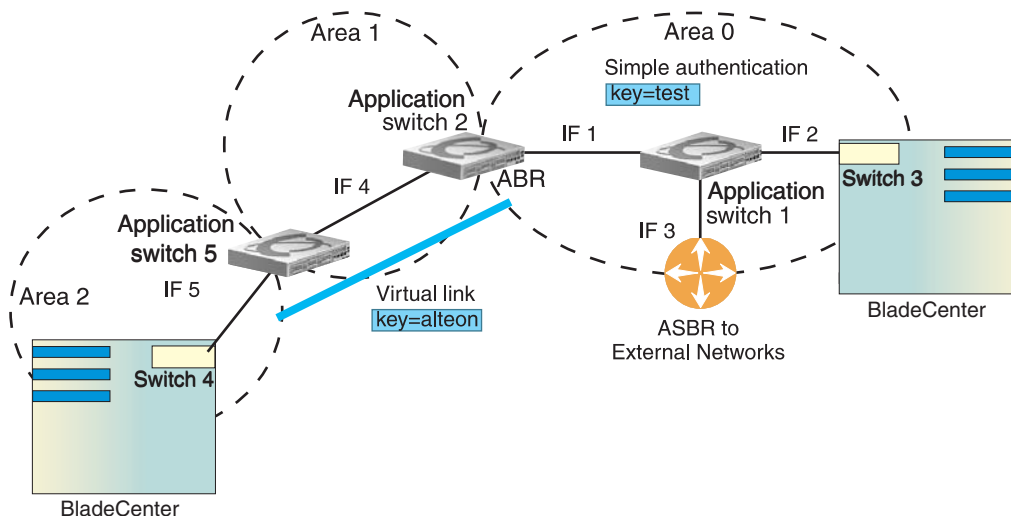 Area 1
Area 0
Simple authentication
key=test
Application
switch 2
IF 1
IF 2
ABR
Switch 3
Application
switch 1
IF 4
Application
switch 5
IF 3
Area 2
IF 5
Virtual link
key=alteon
BladeCenter
ASBR to
External Networks
Switch 4
BladeCenter